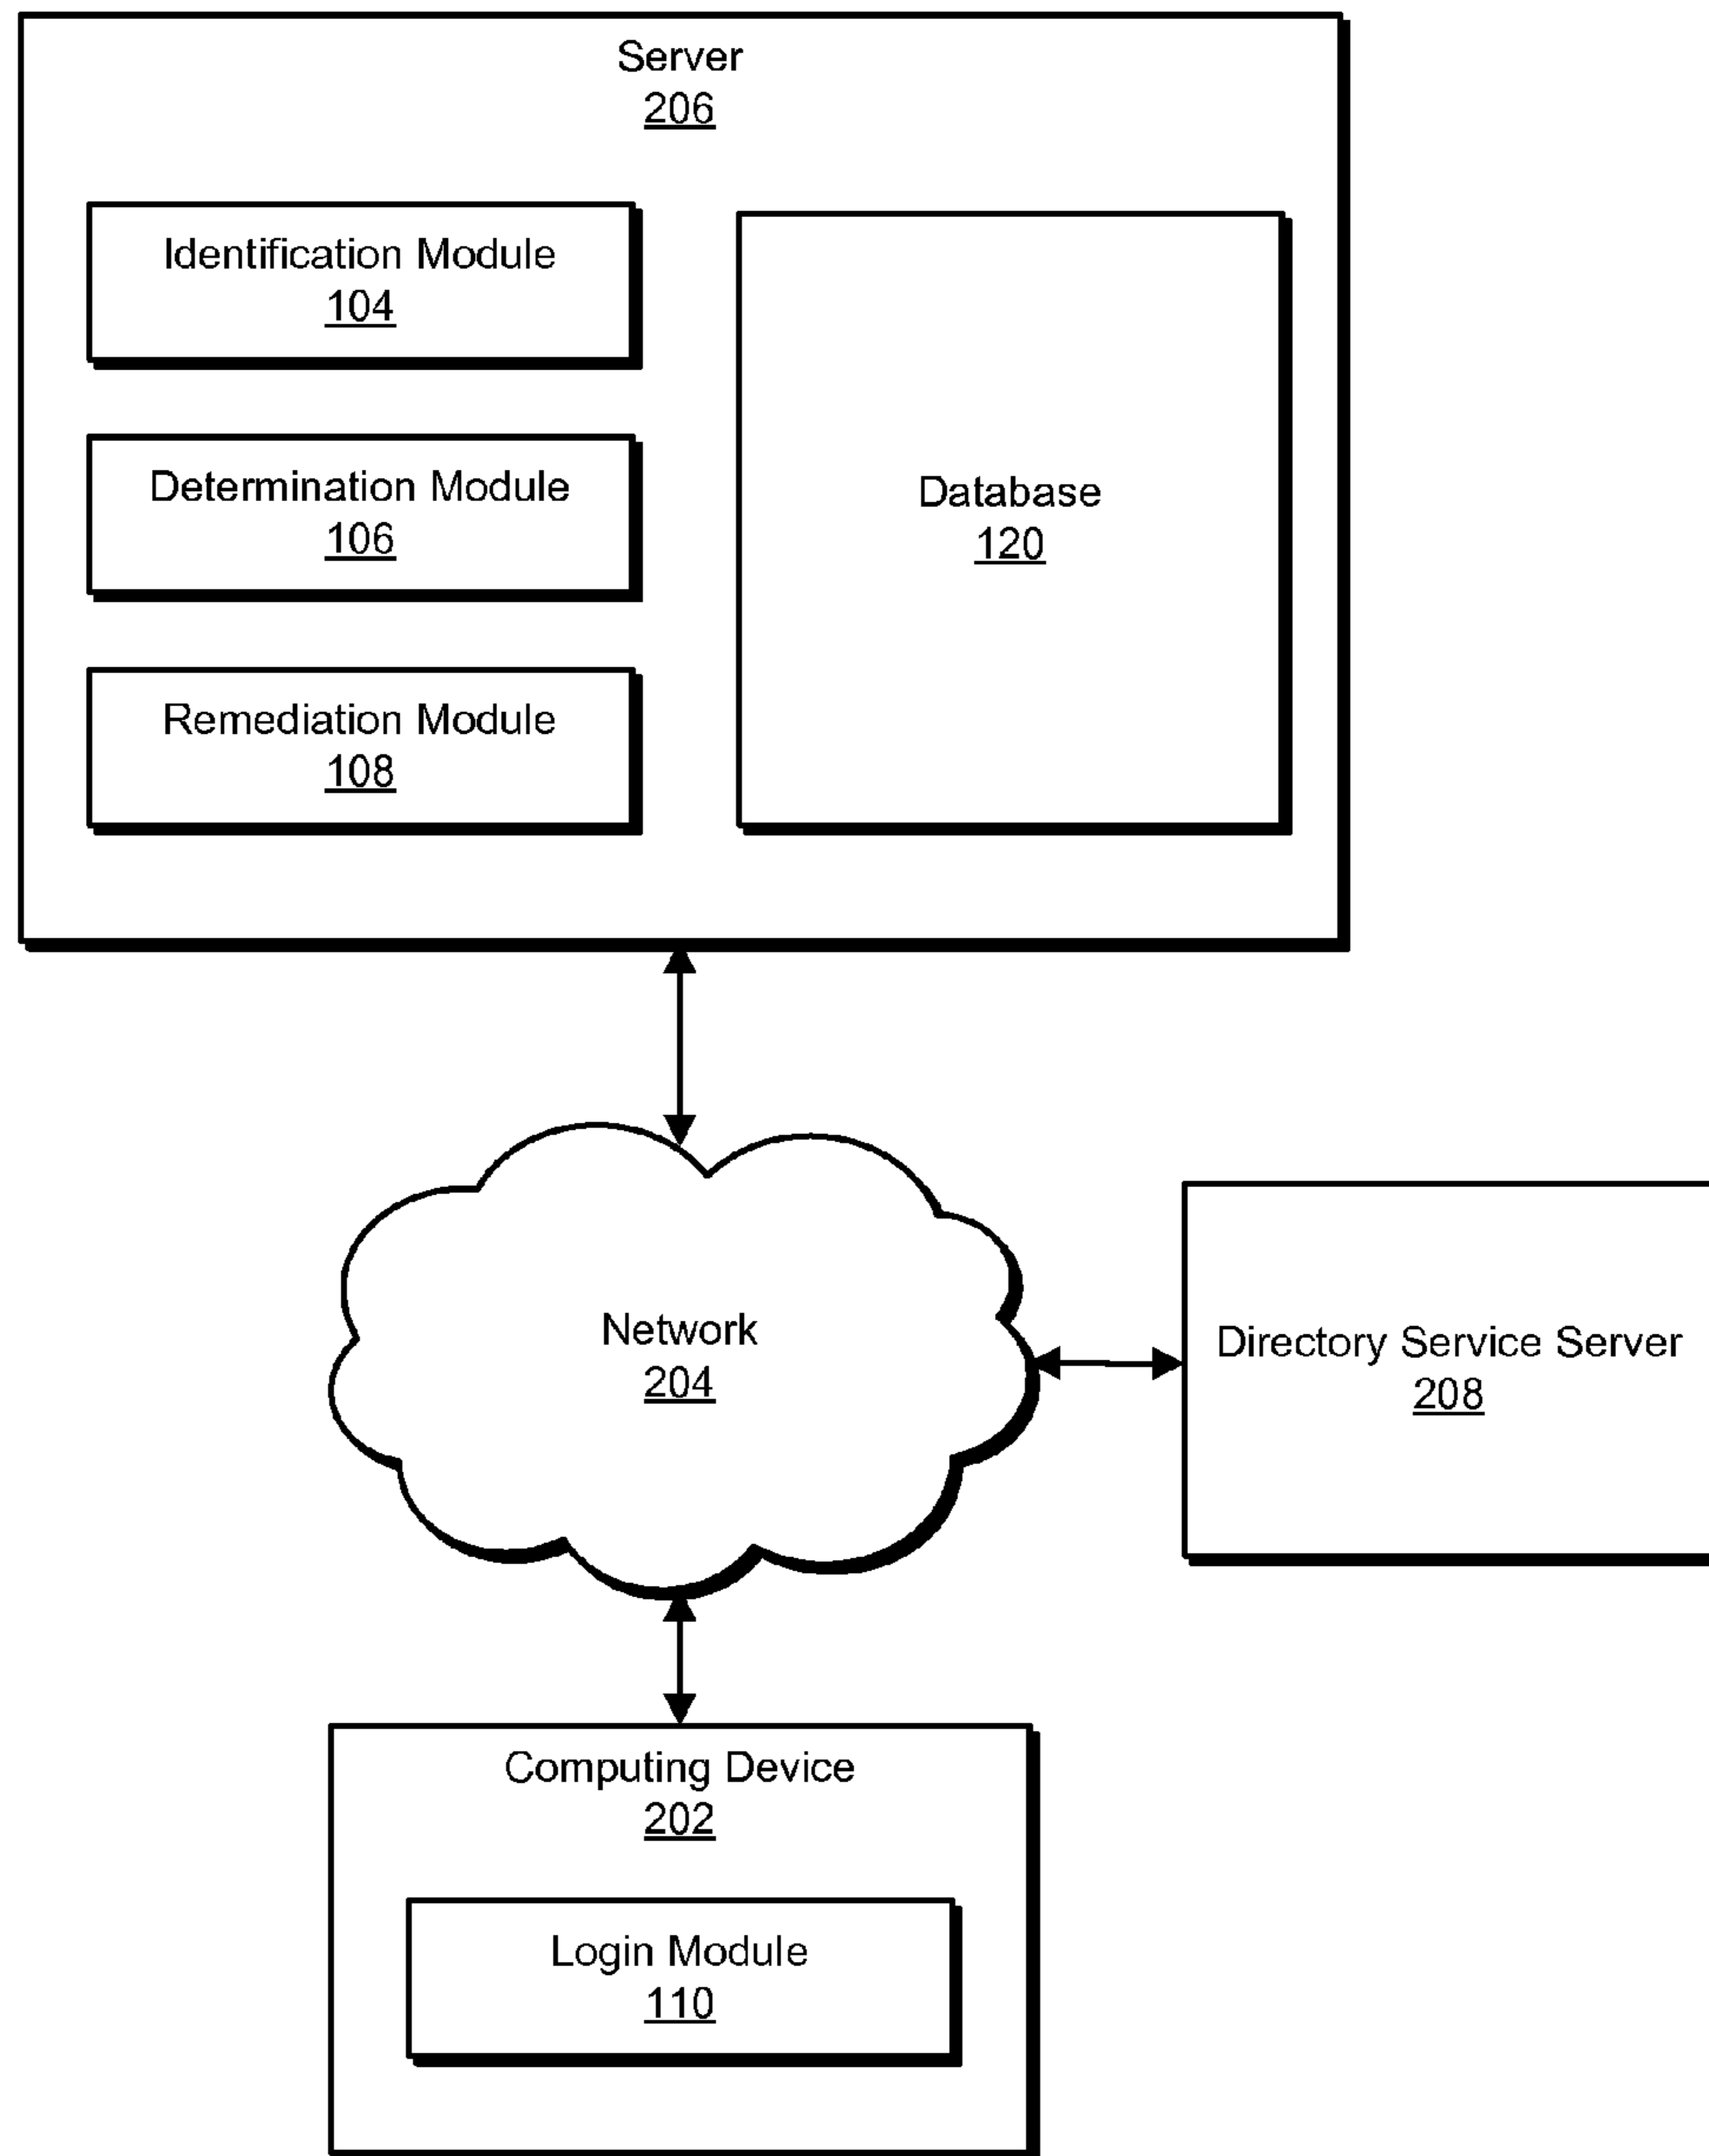 Server
206
Identification Module
104
Determination Module
106
Remediation Module
108
Database
120
Network
204
Directory Service Server
208
Computing Device
202
Login Module
110